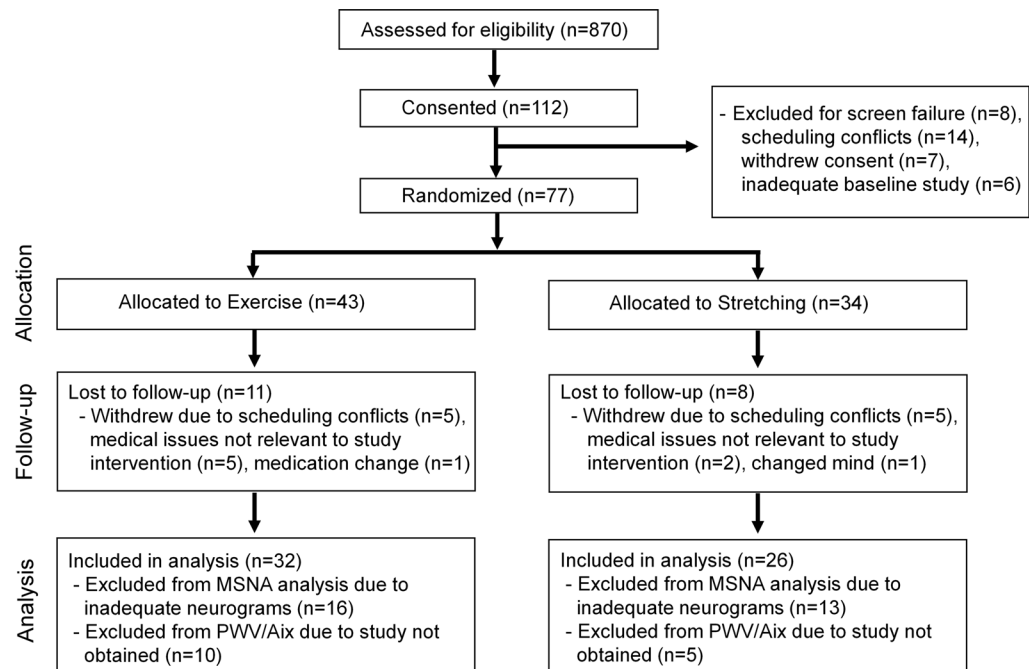 Assessed for eligibility (n=870)
Consented (n=112)
- Excluded for screen failure (n=8),
scheduling conflicts (n=14),
withdrew consent (n=7),
inadequate baseline study (n=6)
Randomized (n=77)
Allocation
Allocated to Exercise (n=43)
Allocated to Stretching (n=34)
Follow-up
Lost to follow-up (n=11)
- Withdrew due to scheduling conflicts (n=5),
medical issues not relevant to study
intervention (n=5), medication change (n=1)
Lost to follow-up (n=8)
- Withdrew due to scheduling conflicts (n=5),
medical issues not relevant to study
intervention (n=2), changed mind (n=1)
Analysis
Included in analysis (n=32)
- Excluded from MSNA analysis due to
inadequate neurograms (n=16)
- Excluded from PWV/Aix due to study not
obtained (n=10)
Included in analysis (n=26)
- Excluded from MSNA analysis due to
inadequate neurograms (n=13)
- Excluded from PWV/Aix due to study not
obtained (n=5)